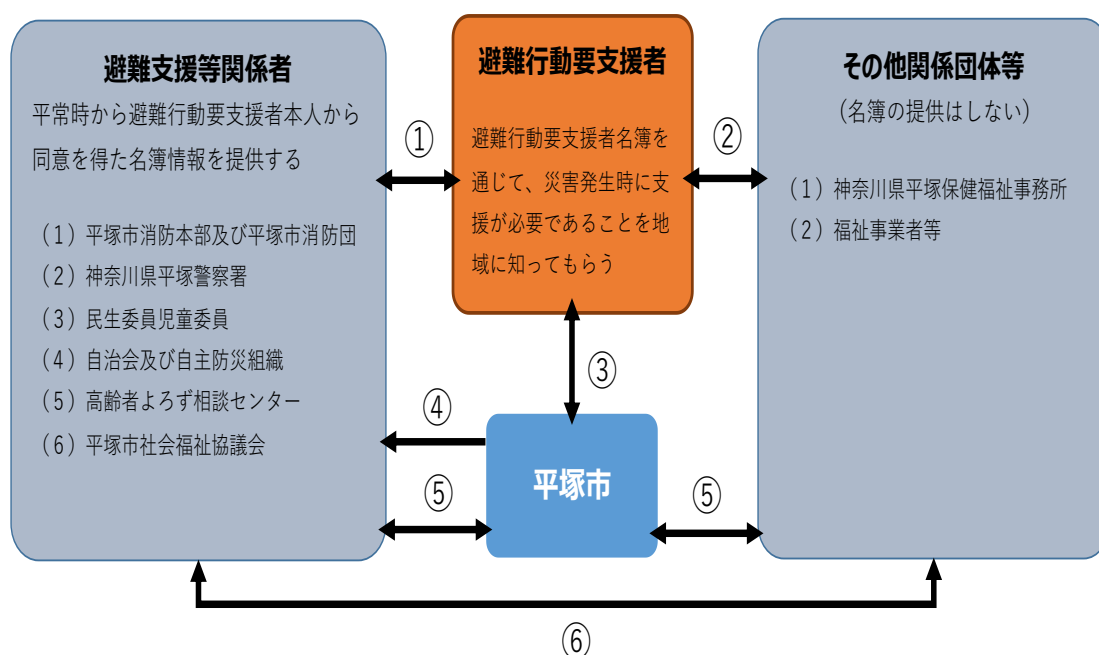 避難支援等関係者
平常時から避難行動要支援者本人から
同意を得た名簿情報を提供する
（1）平塚市消防本部及び平塚市消防団
（2）神奈川県平塚警察署
（3）民生委員児童委員
（4）自治会及び自主防災組織
（5）高齢者よろず相談センター
（6）平塚市社会福祉協議会
①
避難行動要支援者
避難行動要支援者名簿を
通じて、災害発生時に支
援が必要であることを地
域に知ってもらう
②
その他関係団体等
（名簿の提供はしない）
（1）神奈川県平塚保健福祉事務所
（2）福祉事業者等
③
④
平塚市
⑤
⑤
⑥